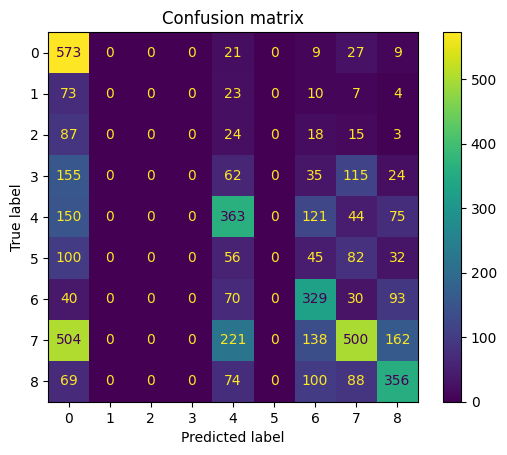 Confusion matrix
0 573 0 0 0 21 0 9 27 9
1 73 0 0 0 23 0 10 7 4
2 87 0 0 0 24 0 18 15 3
3 155 0 0 0 62 0 35 115 24
4 150 0 0 0 363 0 121 44 75
5 100 0 0 0 56 0 45 82 32
6 40 0 0 0 70 0 329 30 93
7 504 0 0 0 221 0 138 500 162
8 69 0 0 0 74 0 100 88 356
0 1 2 3 4 5 6 7 8
Predicted label
True label
500
400
300
200
100
0